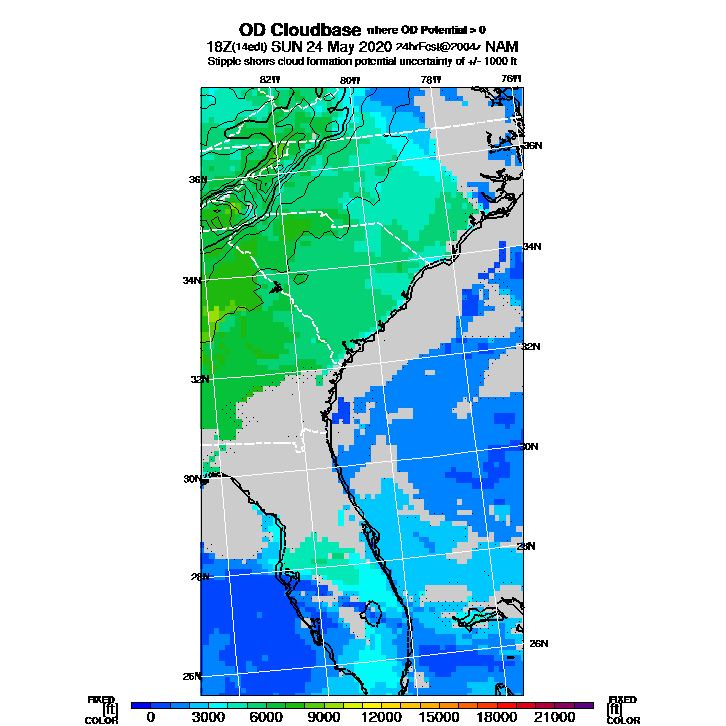 OD Cloudbase where OD Potential > 0
18Z(14edt) SUN 24 May 2020 24hrFcst@2004z NAM
Stipple shows cloud formation potential uncertainty of +/- 1000 ft
82W 80W 78W 76W
36N
36N
34N
34N
32N
32N
30N
30N
28N
28N
26N
26N
FIXED [ft] COLOR
0 3000 6000 9000 12000 15000 18000 21000
FIXED [ft] COLOR